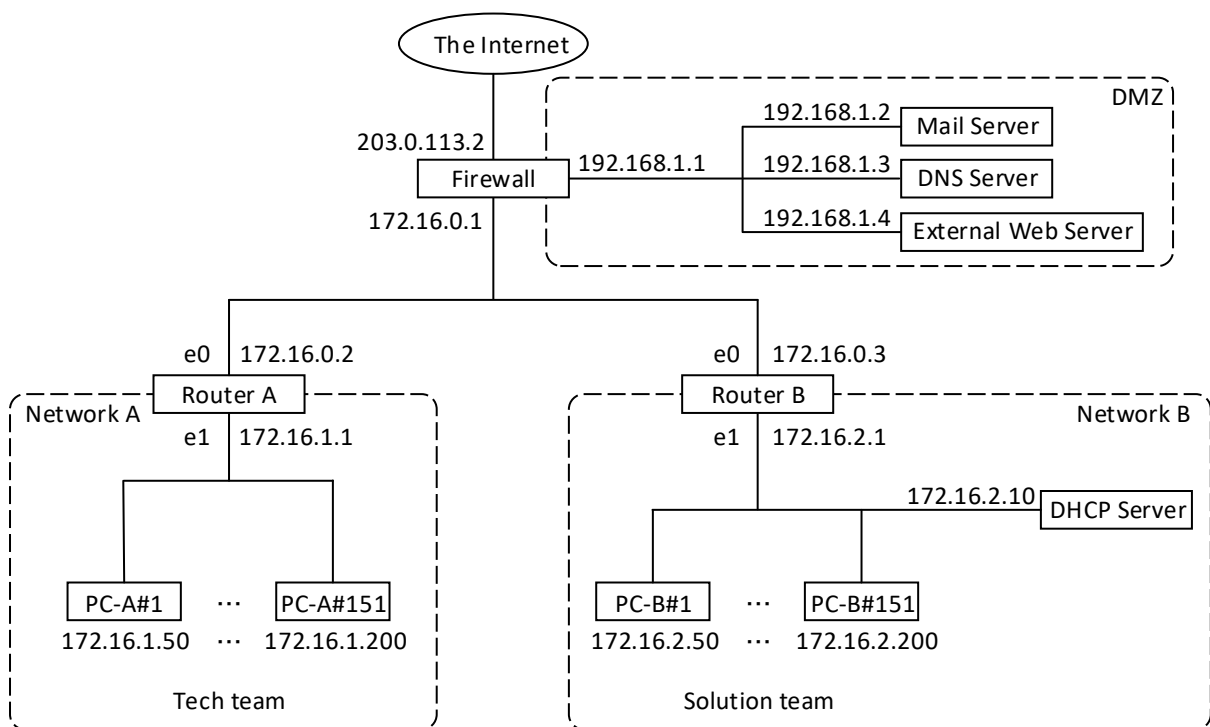 The Internet
DMZ
192.168.1.2
Mail Server
203.0.113.2
192.168.1.1
192.168.1.3
Firewall
DNS Server
172.16.0.1
192.168.1.4
External Web Server
e0 172.16.0.2
e0 172.16.0.3
Router A
Router B
Network A
Network B
e1 172.16.1.1
e1 172.16.2.1
172.16.2.10
DHCP Server
PC-A#1 ... PC-A#151
PC-B#1 ... PC-B#151
172.16.1.50 ... 172.16.1.200
172.16.2.50 ... 172.16.2.200
Tech team
Solution team